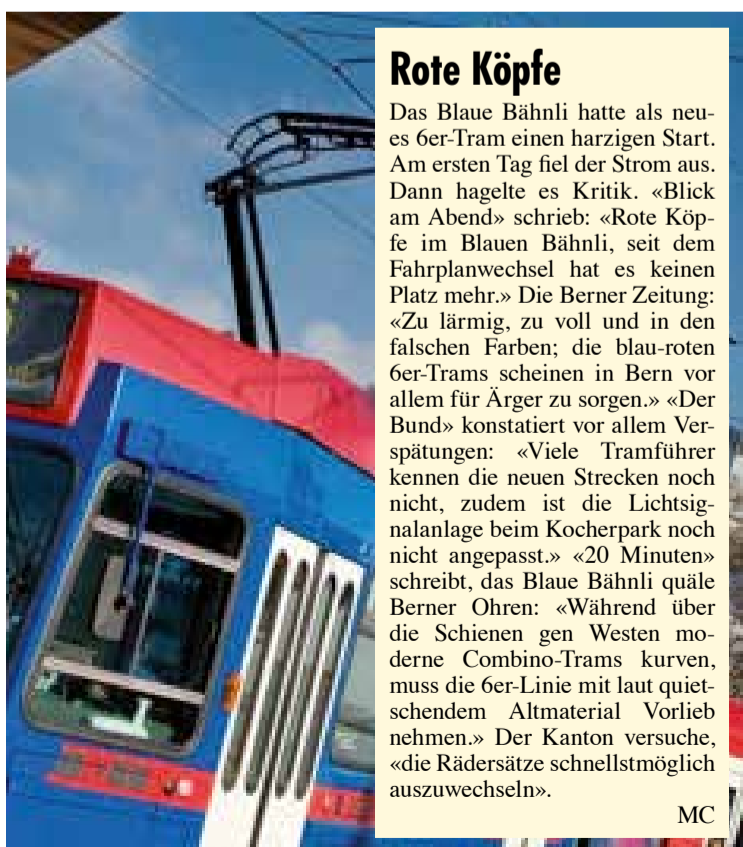 Rote Köpfe
Das Blaue Bähnli hatte als neu-
es 6er-Tram einen harzigen Start.
Am ersten Tag fiel der Strom aus.
Dann hagelte es Kritik. «Blick
am Abend» schrieb: «Rote Köp-
fe im Blauen Bähnli, seit dem
Fahrplanwechsel hat es keinen
Platz mehr.» Die Berner Zeitung:
«Zu lärmig, zu voll und in den
falschen Farben; die blau-roten
6er-Trams scheinen in Bern vor
allem für Ärger zu sorgen.» «Der
Bund» konstatiert vor allem Ver-
spätungen: «Viele Tramführer
kennen die neuen Strecken noch
nicht, zudem ist die Lichtsig-
nalanlage beim Kocherpark noch
nicht angepasst.» «20 Minuten»
schreibt, das Blaue Bähnli quäle
Berner Ohren: «Während über
die Schienen gen Westen mo-
derne Combino-Trams kurven,
muss die 6er-Linie mit laut quiet-
schendem Altmaterial Vorlieb
nehmen.» Der Kanton versuche,
«die Rädersätze schnellstmöglich
auszuwechseln».
MC